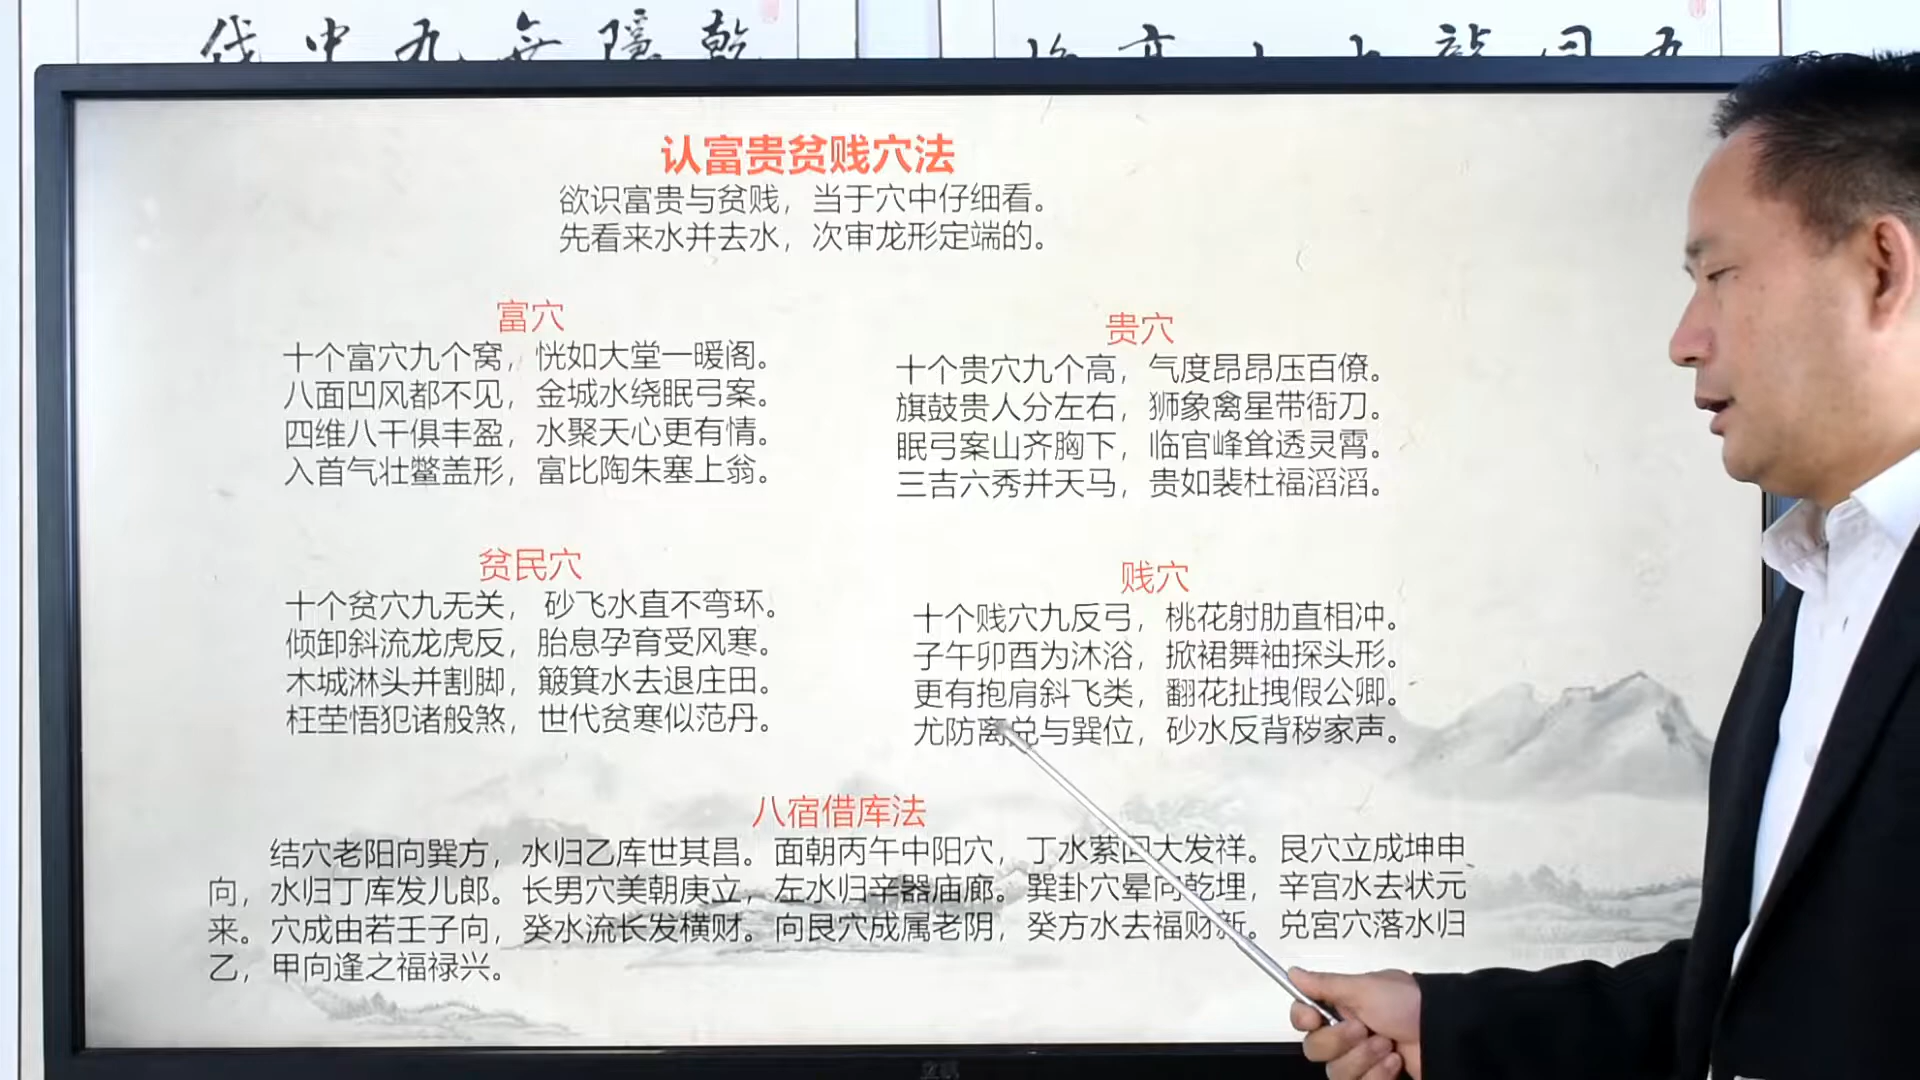 伐中九無隱乾
龍同九
认富贵贫贱穴法
欲识富贵与贫贱，当于穴中仔细看。
先看来水并去水，次审龙形定端的。
富穴
十个富穴九个窝，恍如大堂一暖阁。
八面凹风都不见，金城水绕眠弓案。
四维八干俱丰盈，水聚天心更有情。
入首气壮鳖盖形，富比陶朱塞上翁。
贵穴
十个贵穴九个高，气度昂昂压百僚。
旗鼓贵人分左右，狮象禽星带衙刀。
眠弓案山齐胸下，临官峰耸透灵霄。
三吉六秀并天马，贵如裴杜福滔滔。
贫民穴
十个贫穴九无关， 砂飞水直不弯环。
倾卸斜流龙虎反，胎息孕育受风寒。
木城淋头并割脚，簸箕水去退庄田。
枉茔悟犯诸般煞，世代贫寒似范丹。
贱穴
十个贱穴九反弓，桃花射肋直相冲。
子午卯酉为沐浴，掀裙舞袖探头形。
更有抱肩斜飞类，翻花扯拽假公卿。
尤防离兑与巽位，砂水反背秽家声。
八宿借库法
结穴老阳向巽方，水归乙库世其昌。面朝丙午中阳穴，丁水萦回大发祥。艮穴立成坤申
向，水归丁库发儿郎。长男穴美朝庚立，左水归辛器庙廊。巽卦穴晕向乾埋，辛宫水去状元
来。穴成由若壬子向，癸水流长发横财。向艮穴成属老阴，癸方水去福财新。兑宫穴落水归
乙，甲向逢之福禄兴。